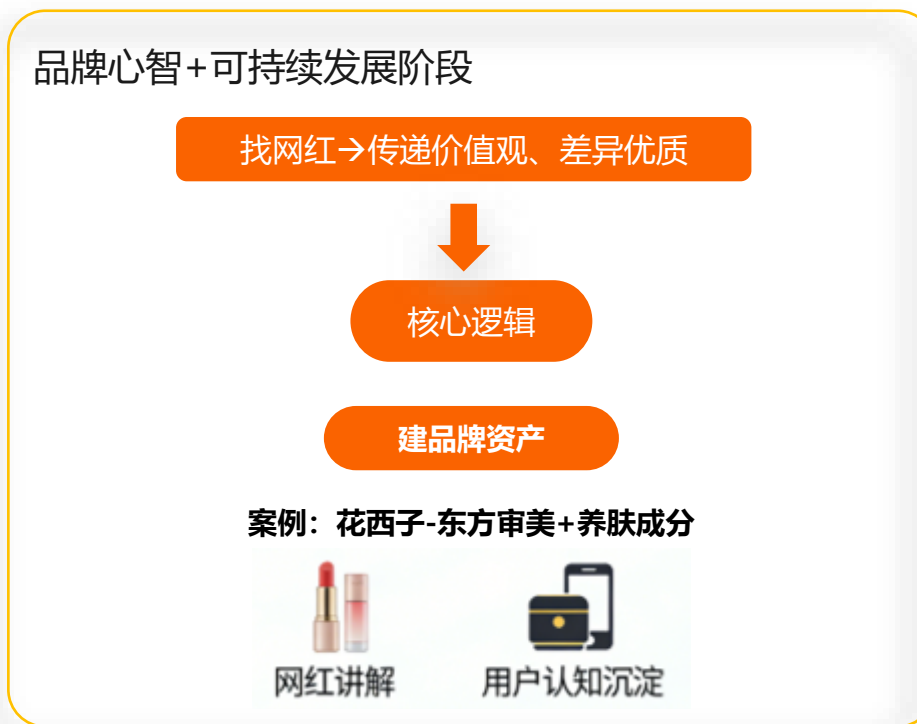 品牌心智+可持续发展阶段
找网红→传递价值观、差异优质
核心逻辑
建品牌资产
案例：花西子-东方审美+养肤成分
网红讲解
用户认知沉淀